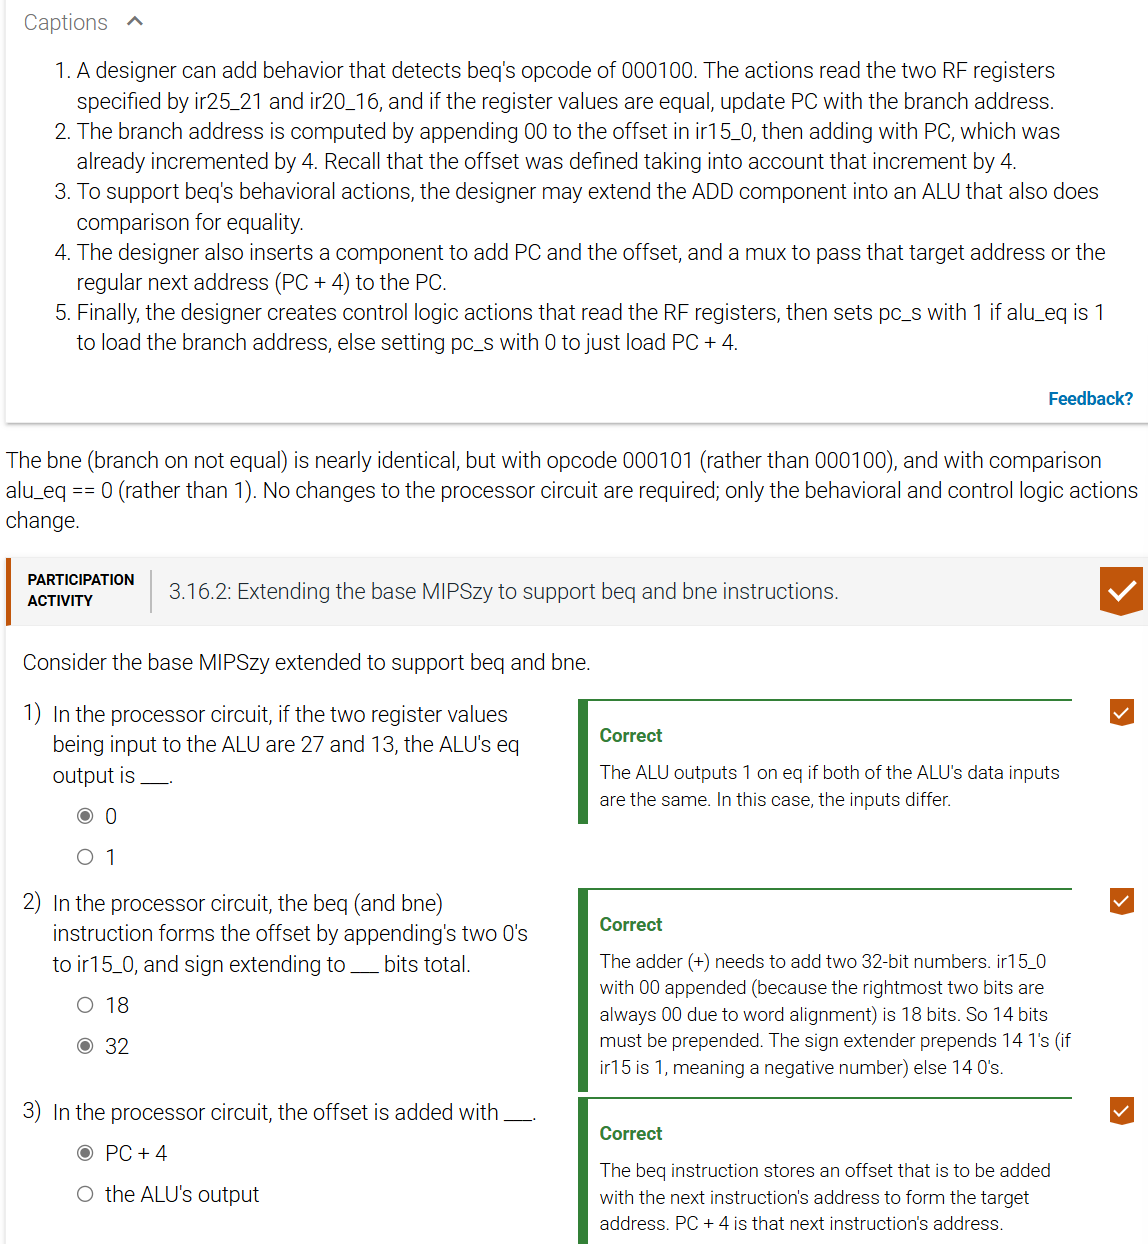 Captions
1. A designer can add behavior that detects beq's opcode of 000100. The actions read the two RF registers
specified by ir25_21 and ir20_16, and if the register values are equal, update PC with the branch address.
2. The branch address is computed by appending 00 to the offset in ir15_0, then adding with PC, which was
already incremented by 4. Recall that the offset was defined taking into account that increment by 4.
3. To support beq's behavioral actions, the designer may extend the ADD component into an ALU that also does
comparison for equality.
4. The designer also inserts a component to add PC and the offset, and a mux to pass that target address or the
regular next address (PC + 4) to the PC.
5. Finally, the designer creates control logic actions that read the RF registers, then sets pc_s with 1 if alu_eq is 1
to load the branch address, else setting pc_s with 0 to just load PC + 4.
Feedback?
The bne (branch on not equal) is nearly identical, but with opcode 000101 (rather than 000100), and with comparison
alu_eq == 0 (rather than 1). No changes to the processor circuit are required; only the behavioral and control logic actions
change.
PARTICIPATION
ACTIVITY
3.16.2: Extending the base MIPSzy to support beq and bne instructions.
Consider the base MIPSzy extended to support beq and bne.
1) In the processor circuit, if the two register values
being input to the ALU are 27 and 13, the ALU's eq
output is ___.
0
1
Correct
The ALU outputs 1 on eq if both of the ALU's data inputs
are the same. In this case, the inputs differ.
2) In the processor circuit, the beq (and bne)
instruction forms the offset by appending's two 0's
to ir15_0, and sign extending to ___ bits total.
18
32
Correct
The adder (+) needs to add two 32-bit numbers. ir15_0
with 00 appended (because the rightmost two bits are
always 00 due to word alignment) is 18 bits. So 14 bits
must be prepended. The sign extender prepends 14 1's (if
ir15 is 1, meaning a negative number) else 14 0's.
3) In the processor circuit, the offset is added with ___.
PC + 4
the ALU's output
Correct
The beq instruction stores an offset that is to be added
with the next instruction's address to form the target
address. PC + 4 is that next instruction's address.